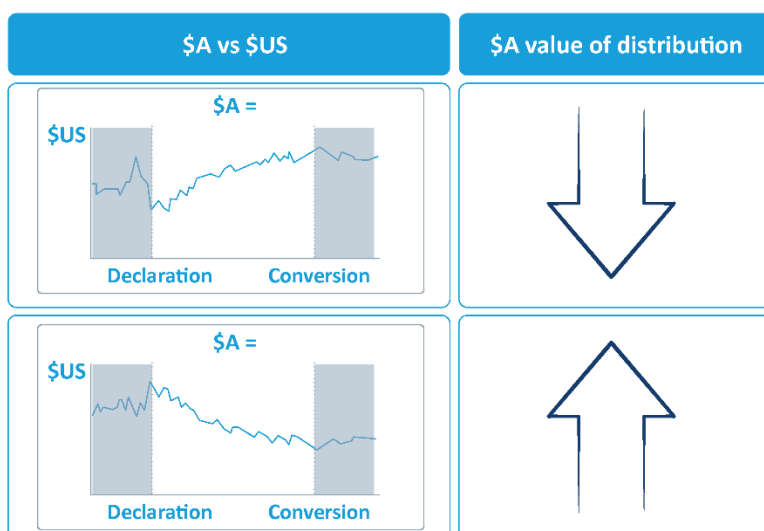 $A vs $US
$A value of distribution
$A =
$US
Declaration
Conversion
$A =
$US
Declaration
Conversion